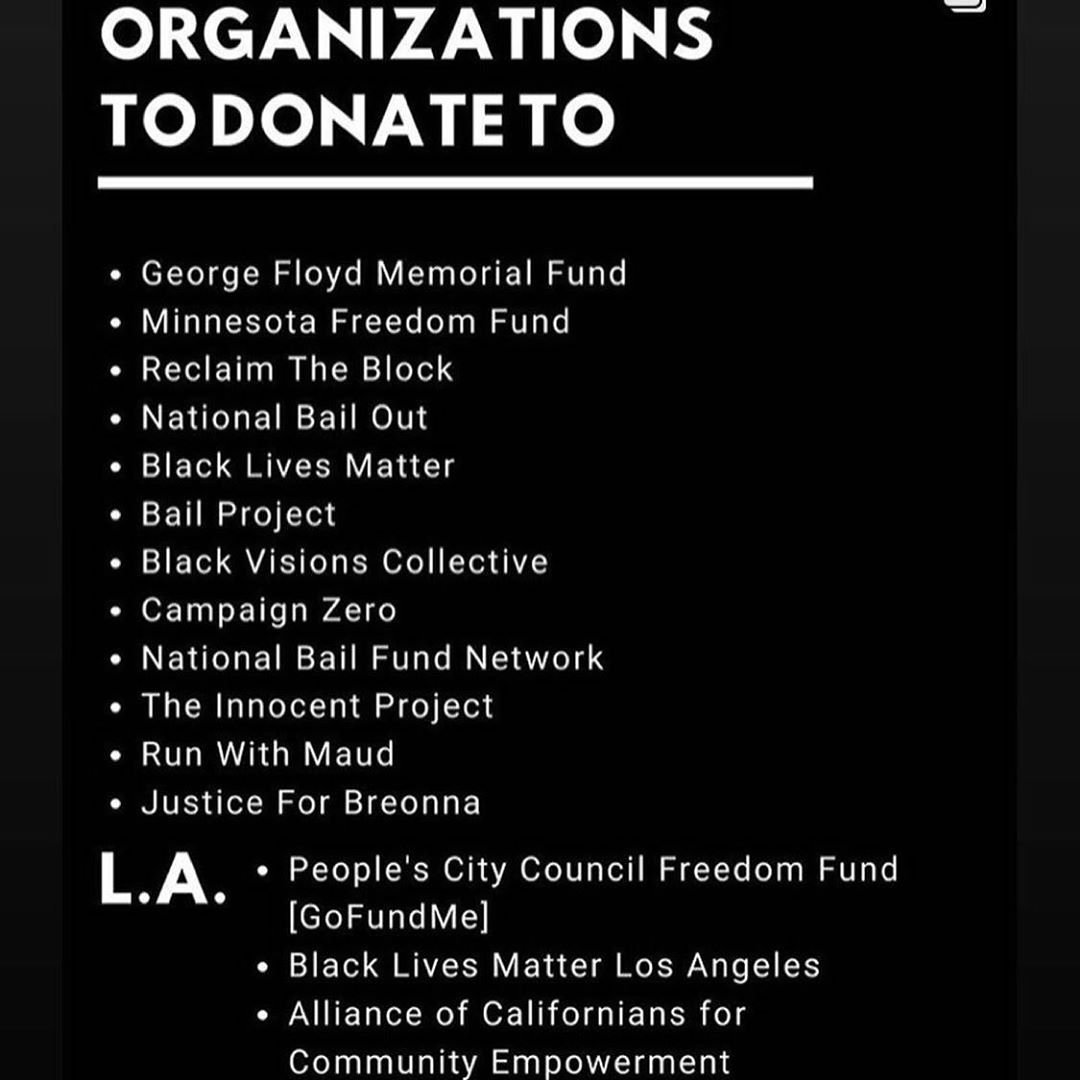 ORGANIZATIONS
TO DONATE TO
• George Floyd Memorial Fund
• Minnesota Freedom Fund
• Reclaim The Block
• National Bail Out
• Black Lives Matter
• Bail Project
• Black Visions Collective
• Campaign Zero
• National Bail Fund Network
• The Innocent Project
• Run With Maud
• Justice For Breonna
L.A. • People's City Council Freedom Fund
[GoFundMe]
• Black Lives Matter Los Angeles
• Alliance of Californians for
Community Empowerment